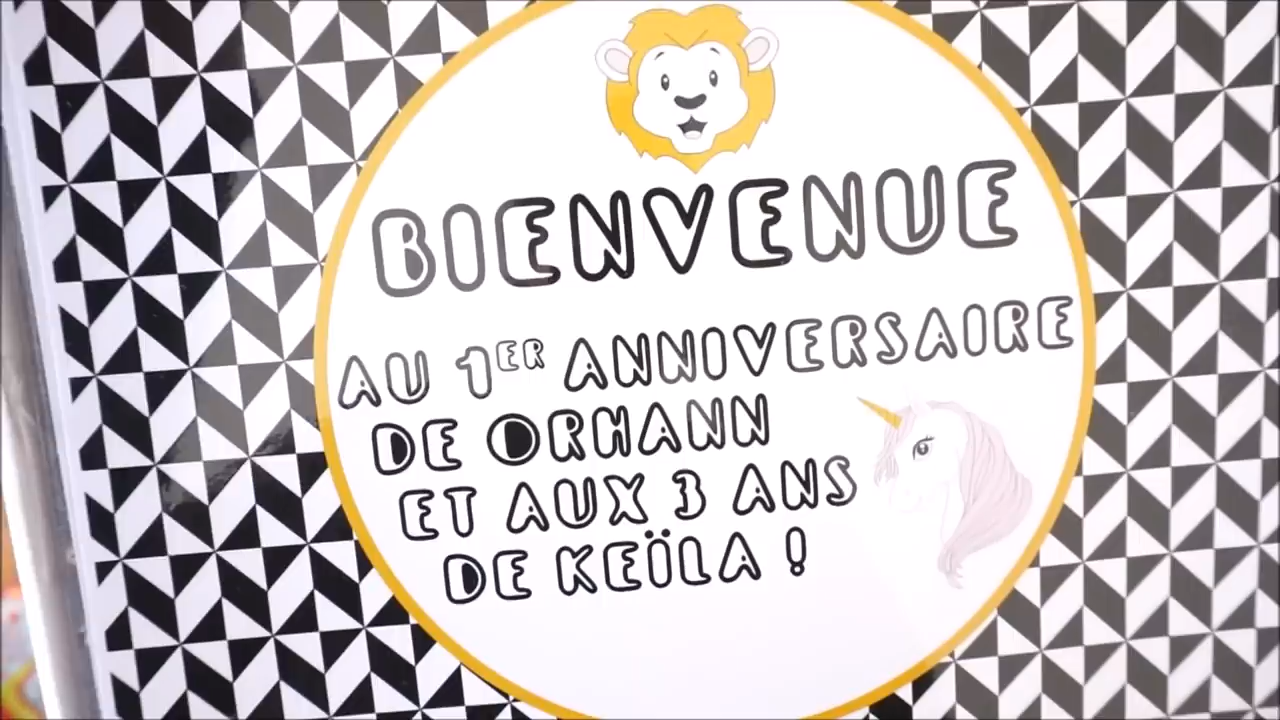 BIENVENUE
AU 1ER ANNIVERSAIRE
DE ORHANN
ET AUX 3 ANS
DE KEÏLA !